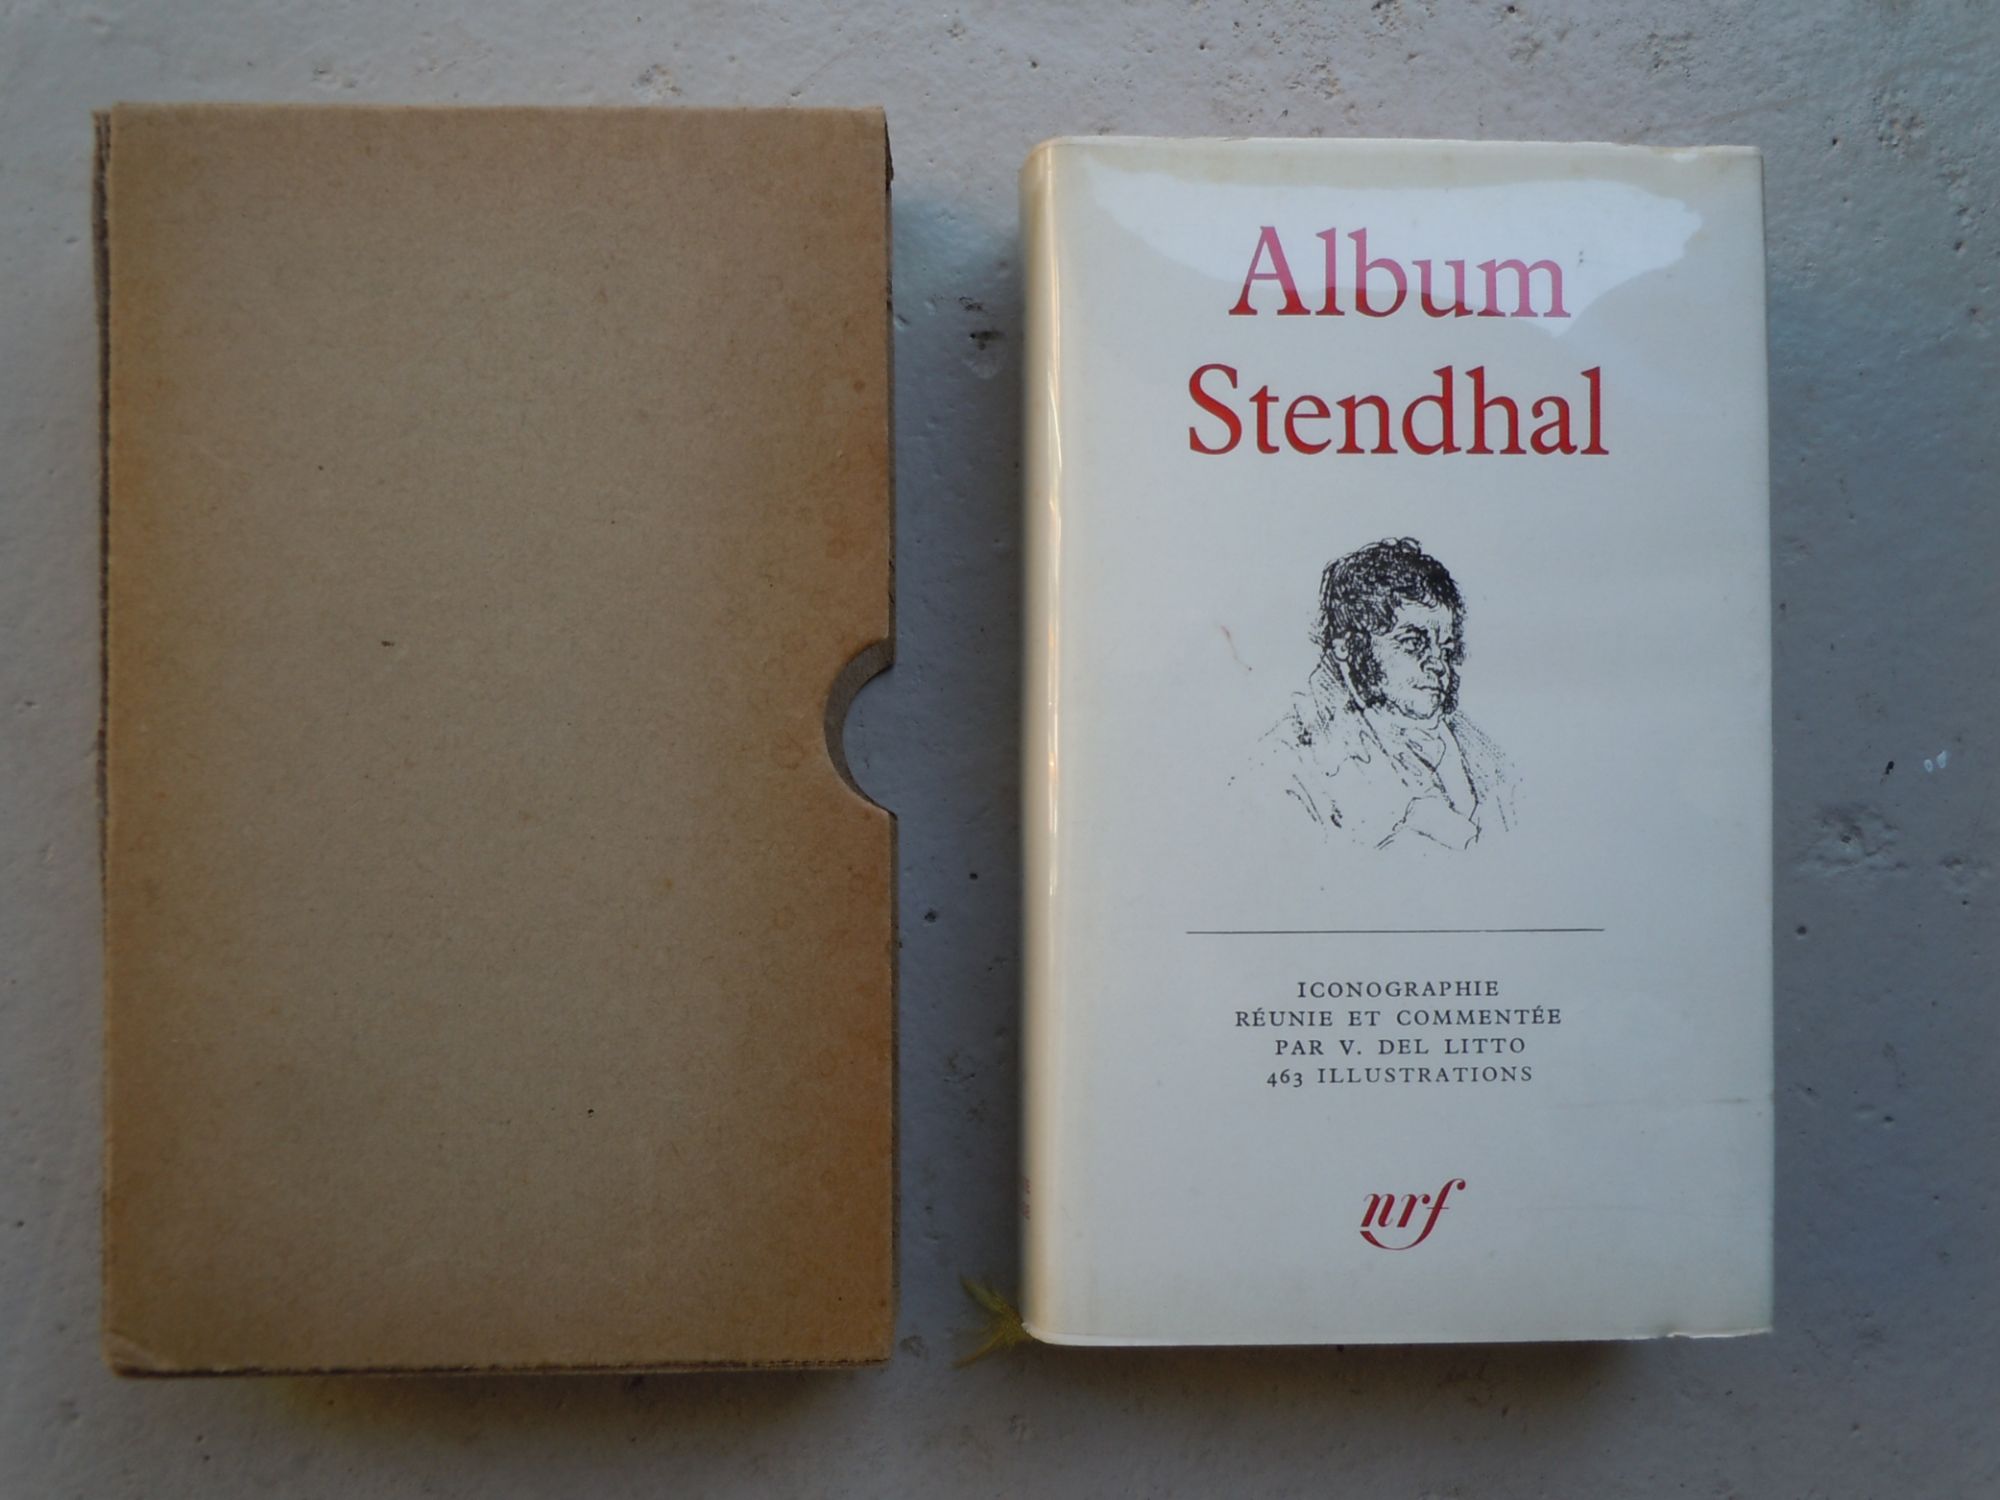 Album
Stendhal
ICONOGRAPHIE
RÉUNIE ET COMMENTÉE
PAR V. DEL LITTO
463 ILLUSTRATIONS
nrf